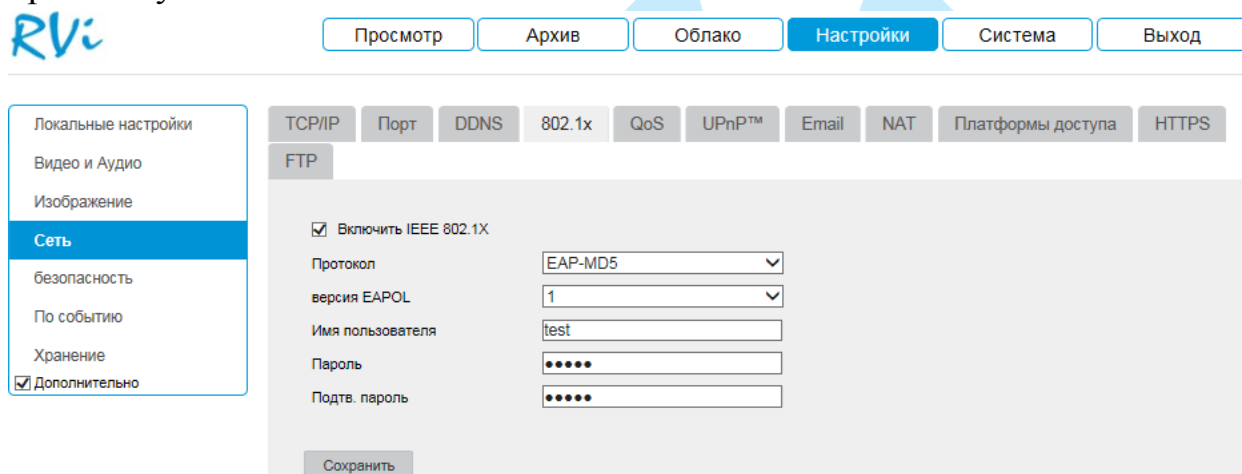 RVi
Просмотр Архив Облако Настройки Система Выход
Локальные настройки
Видео и Аудио
Изображение
Сеть
безопасность
По событию
Хранение
Дополнительно
TCP/IP Порт DDNS 802.1x QoS UPnP™ Email NAT Платформы доступа HTTPS
FTP
Включить IEEE 802.1X
Протокол EAP-MD5
версия EAPOL 1
Имя пользователя test
Пароль •••••
Подтв. пароль •••••
Сохранить